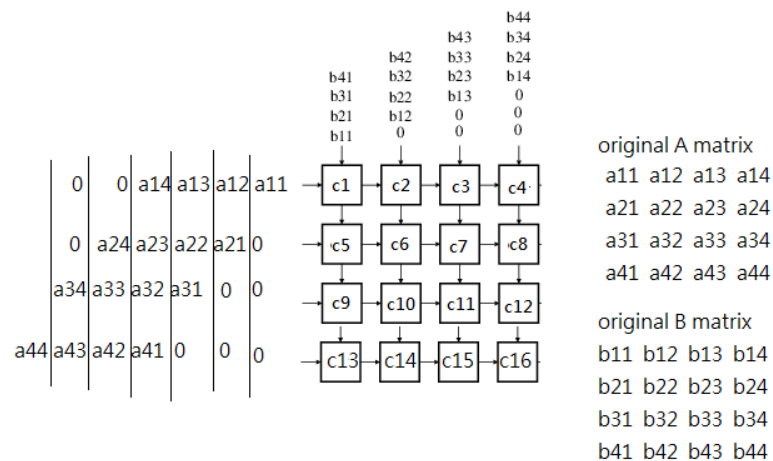 b44
b43 b34
b42 b33 b24
b41 b32 b23 b14
b31 b22 b13 0
b21 b12 0 0
b11 0 0 0
0 0 a14 a13 a12 a11 c1 c2 c3 c4
0 a24 a23 a22 a21 0 c5 c6 c7 c8
a34 a33 a32 a31 0 0 c9 c10 c11 c12
a44 a43 a42 a41 0 0 0 c13 c14 c15 c16
original A matrix
a11 a12 a13 a14
a21 a22 a23 a24
a31 a32 a33 a34
a41 a42 a43 a44
original B matrix
b11 b12 b13 b14
b21 b22 b23 b24
b31 b32 b33 b34
b41 b42 b43 b44